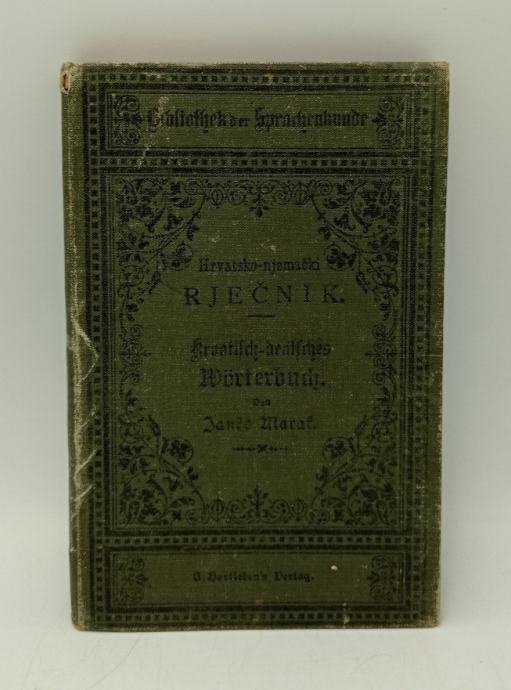 Bibliothek der Sprachenkunde
Hrvatsko-njemački
RJEČNIK.
Kroatisch-deutsches
Wörterbuch.
Von
Janko Marak.
A. Hartleben's Verlag.